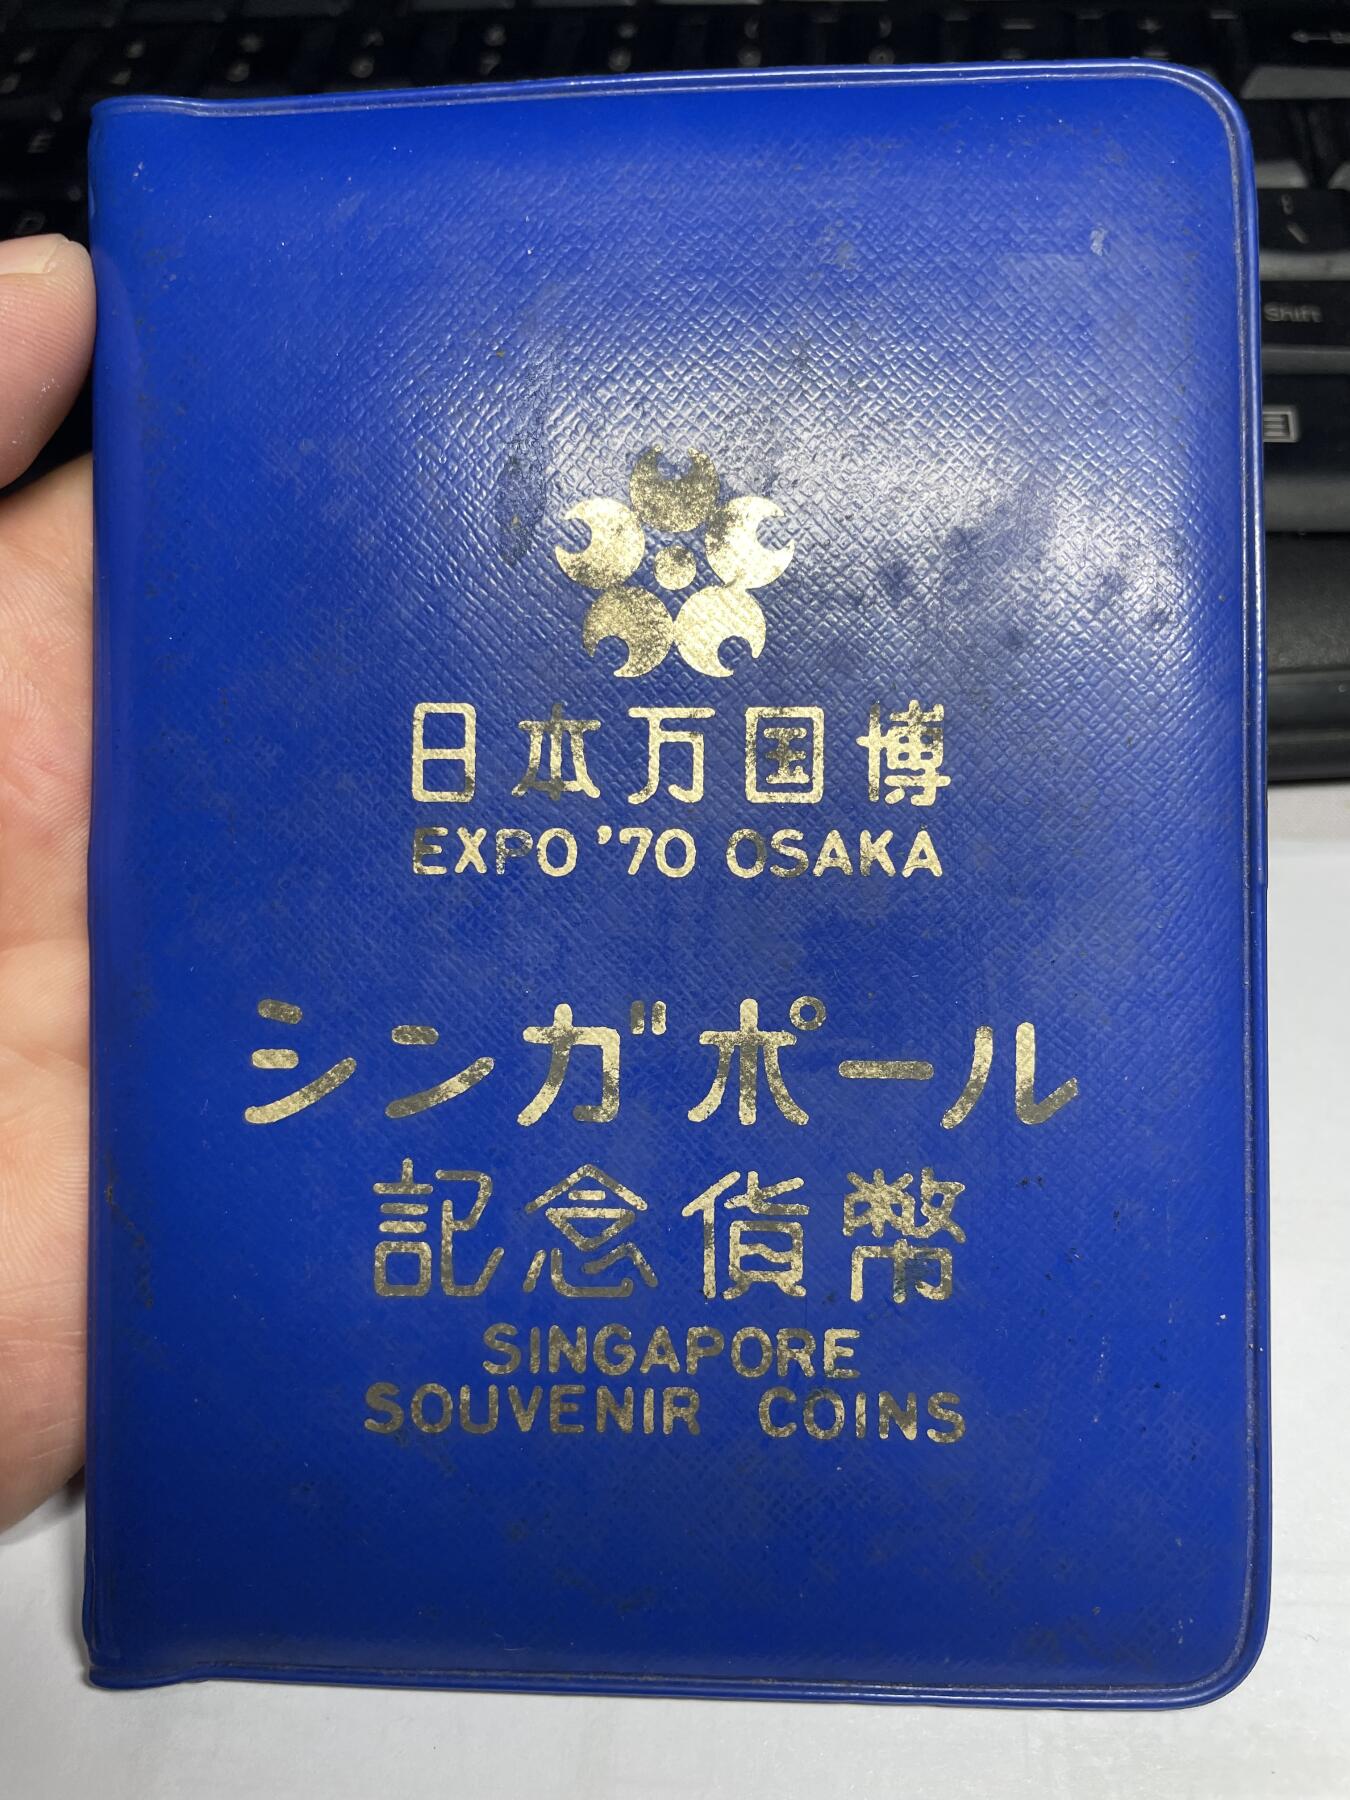 日本万国博
EXPO '70 OSAKA
シンガポール
記念貨幣
SINGAPORE
SOUVENIR COINS
Shift